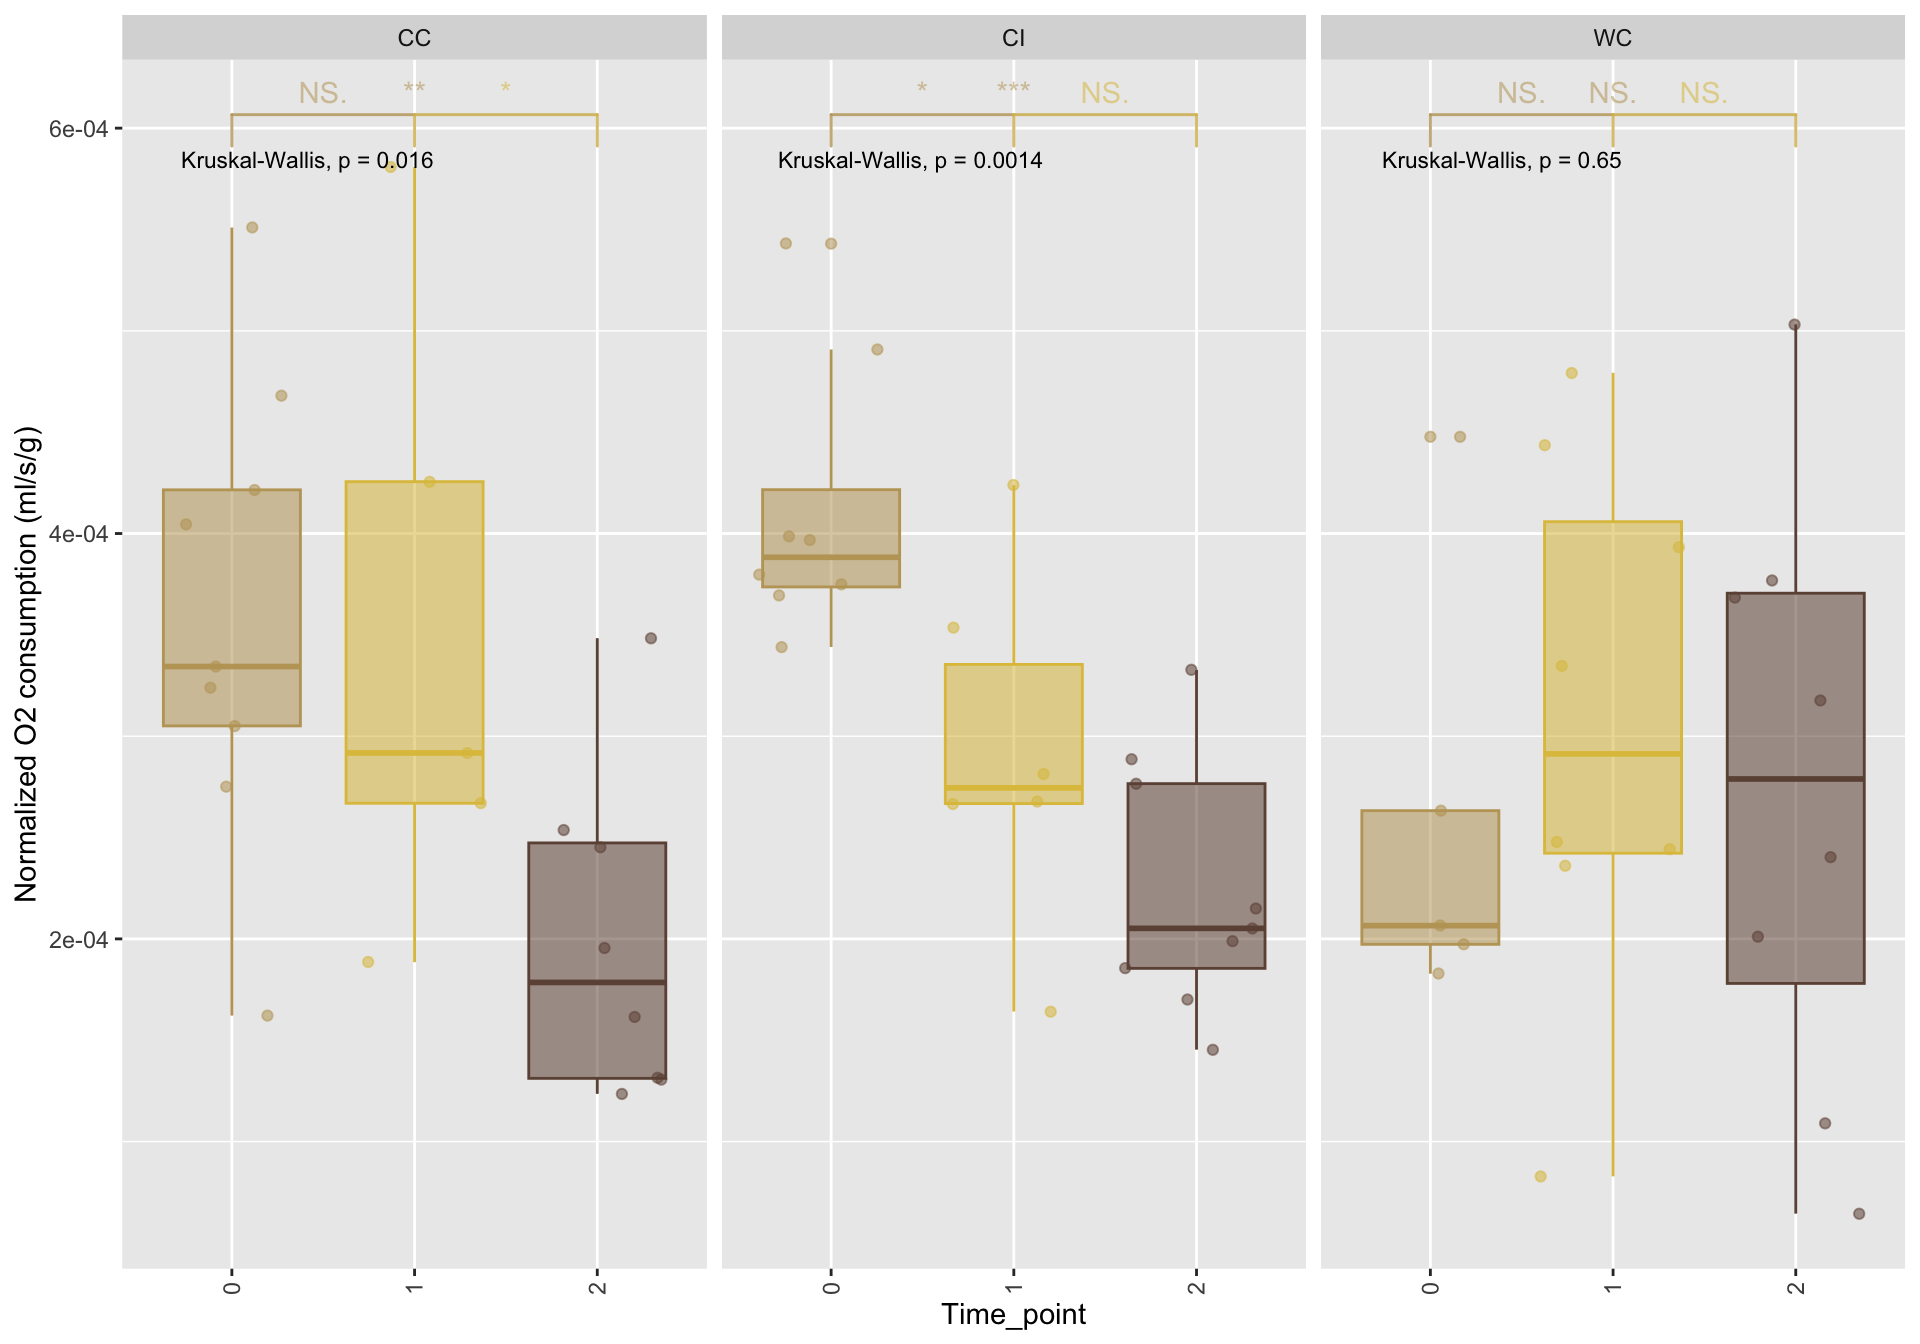 CC
CI
WC
NS. ** *
* *** NS.
NS. NS. NS.
Kruskal-Wallis, p = 0.016
Kruskal-Wallis, p = 0.0014
Kruskal-Wallis, p = 0.65
6e-04
4e-04
2e-04
Normalized O2 consumption (ml/s/g)
0 1 2
0 1 2
0 1 2
Time_point